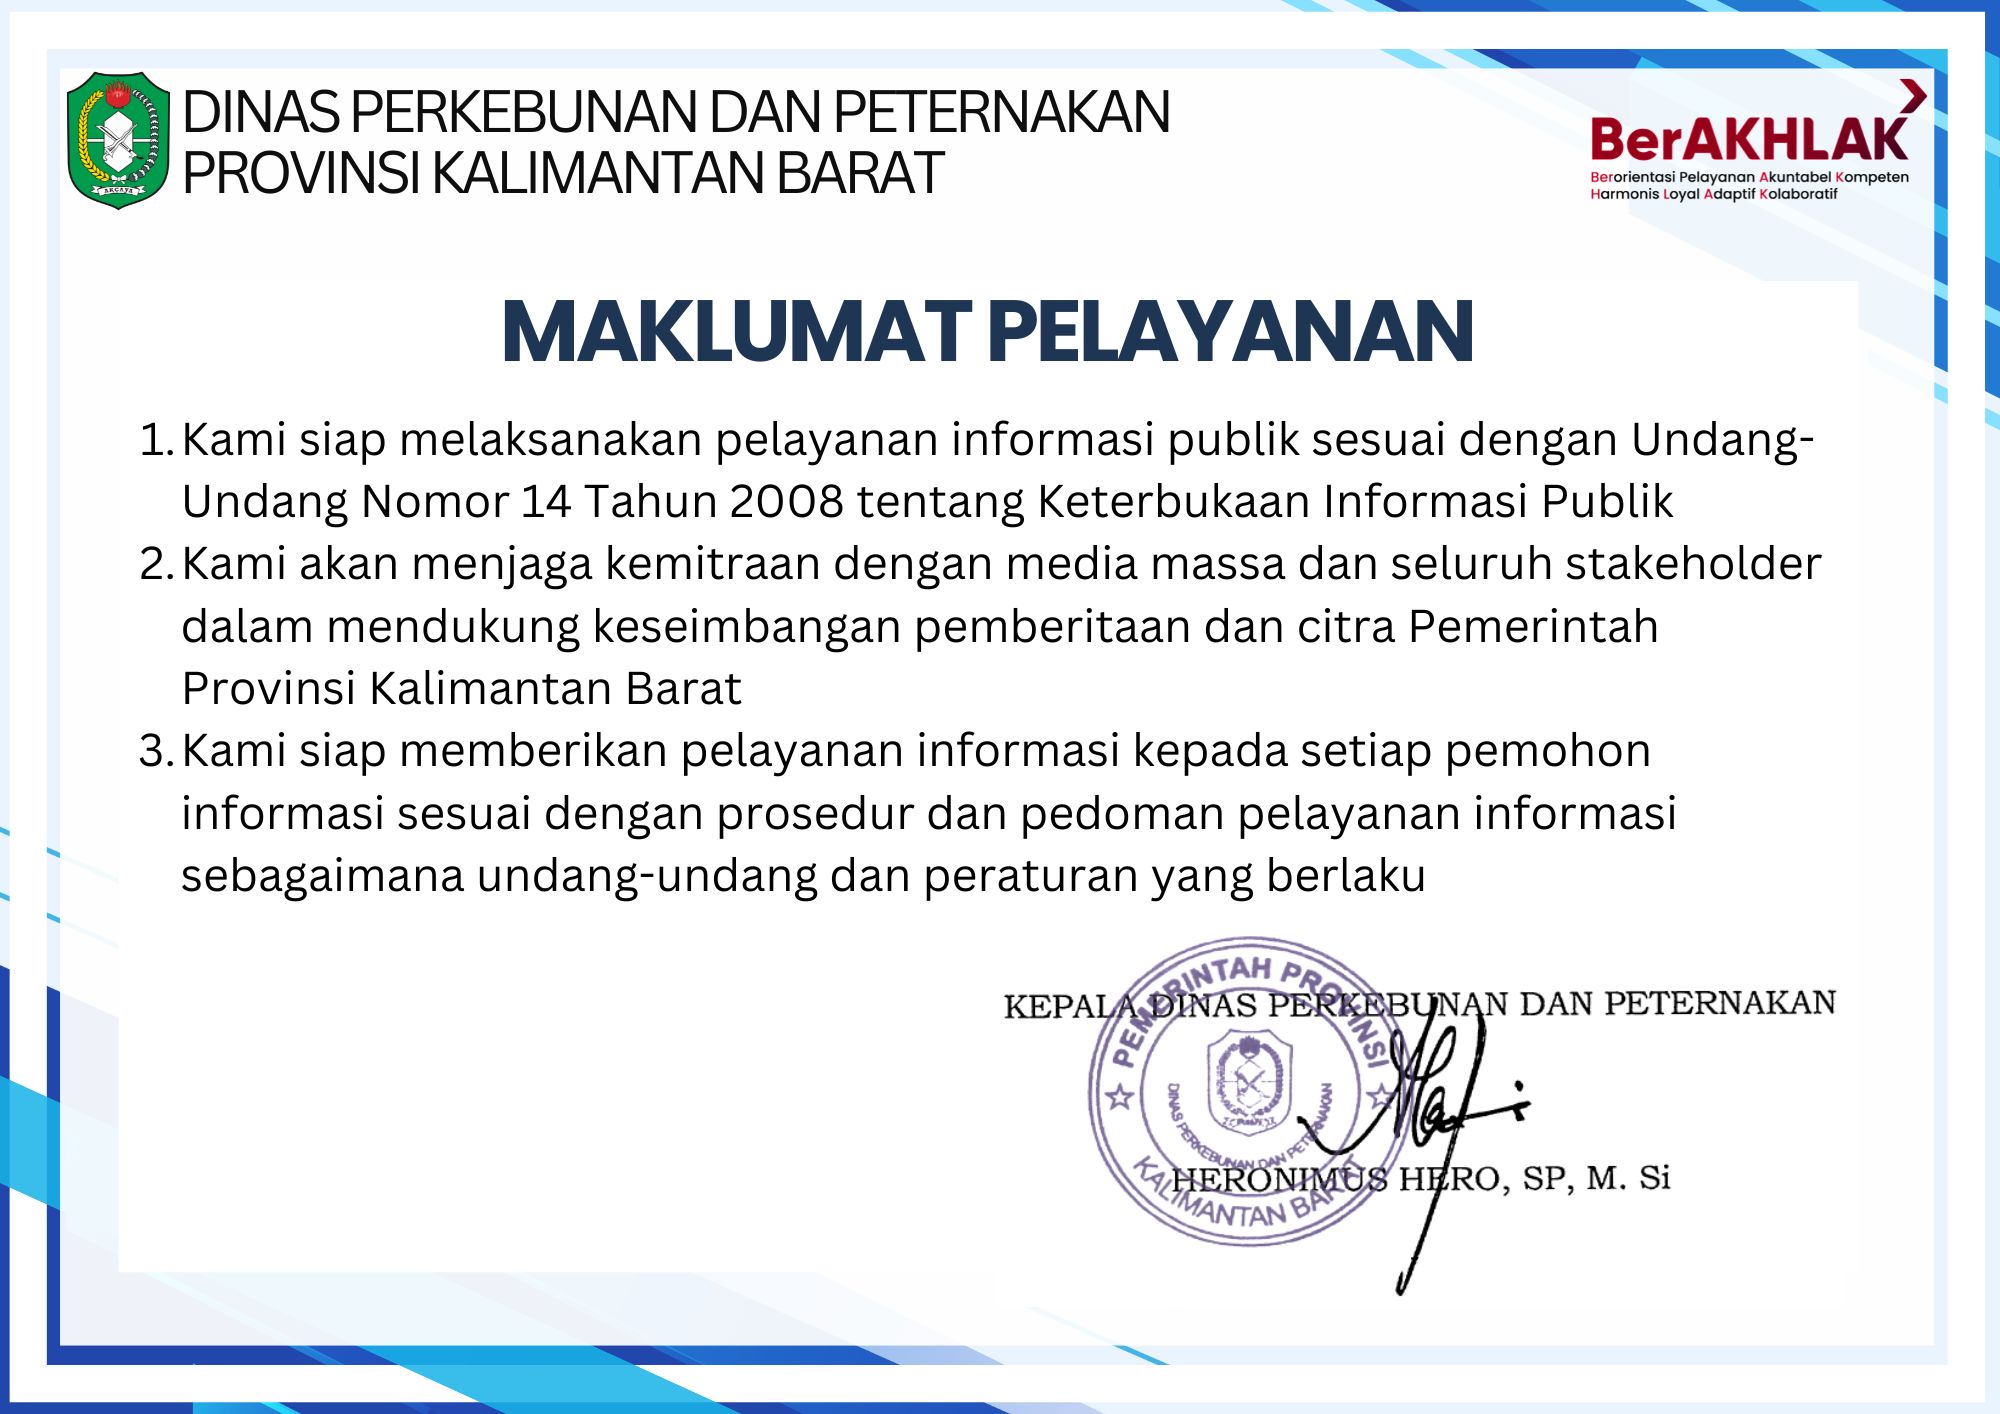 DINAS PERKEBUNAN DAN PETERNAKAN
PROVINSI KALIMANTAN BARAT
AKCAYA
BerAKHLAK
Berorientasi Pelayanan Akuntabel Kompeten
Harmonis Loyal Adaptif Kolaboratif
MAKLUMAT PELAYANAN
1. Kami siap melaksanakan pelayanan informasi publik sesuai dengan Undang-
Undang Nomor 14 Tahun 2008 tentang Keterbukaan Informasi Publik
2. Kami akan menjaga kemitraan dengan media massa dan seluruh stakeholder
dalam mendukung keseimbangan pemberitaan dan citra Pemerintah
Provinsi Kalimantan Barat
3. Kami siap memberikan pelayanan informasi kepada setiap pemohon
informasi sesuai dengan prosedur dan pedoman pelayanan informasi
sebagaimana undang-undang dan peraturan yang berlaku
KEPALA DINAS PERKEBUNAN DAN PETERNAKAN
PEMERINTAH PROVINSI
DINAS PERKEBUNAN DAN PETERNAKAN
KALIMANTAN BARAT
HERONIMUS HERO, SP, M. Si